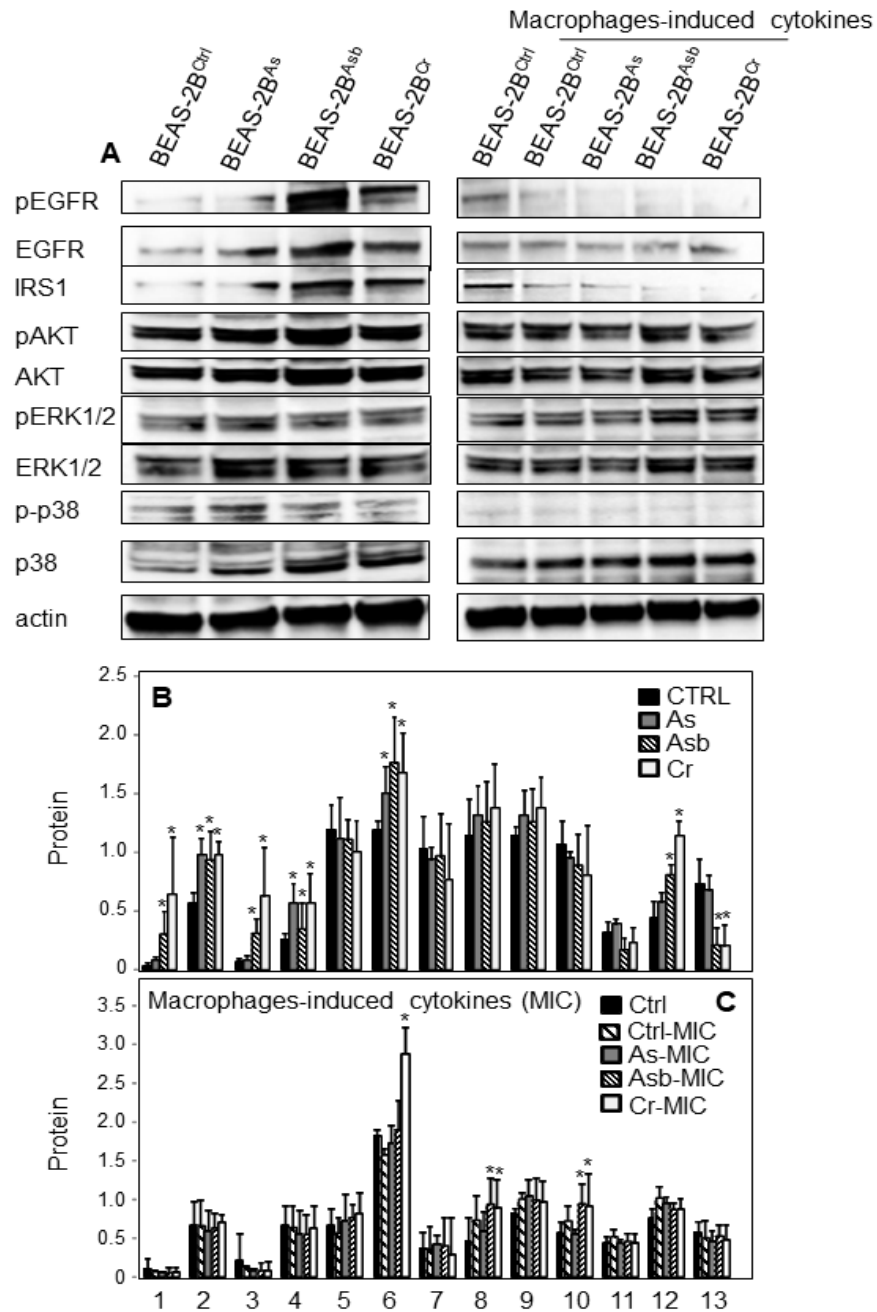 Macrophages-induced cytokines
BEAS-2BCtrl
BEAS-2BAs
BEAS-2BAsb
BEAS-2BCr
BEAS-2BCtrl
BEAS-2BCtrl
BEAS-2BAs
BEAS-2BAsb
BEAS-2BCr
A
pEGFR
EGFR
IRS1
pAKT
AKT
pERK1/2
ERK1/2
p-p38
p38
actin
B
CTRL
As
Asb
Cr
Protein
2.5
2.0
1.5
1.0
0.5
0
* * * * * * * * * * * * * * * * *
Macrophages-induced cytokines (MIC)
C
Ctrl
Ctrl-MIC
As-MIC
Asb-MIC
Cr-MIC
Protein
3.5
3.0
2.5
2.0
1.5
1.0
0.5
0
* * * * *
1 2 3 4 5 6 7 8 9 10 11 12 13